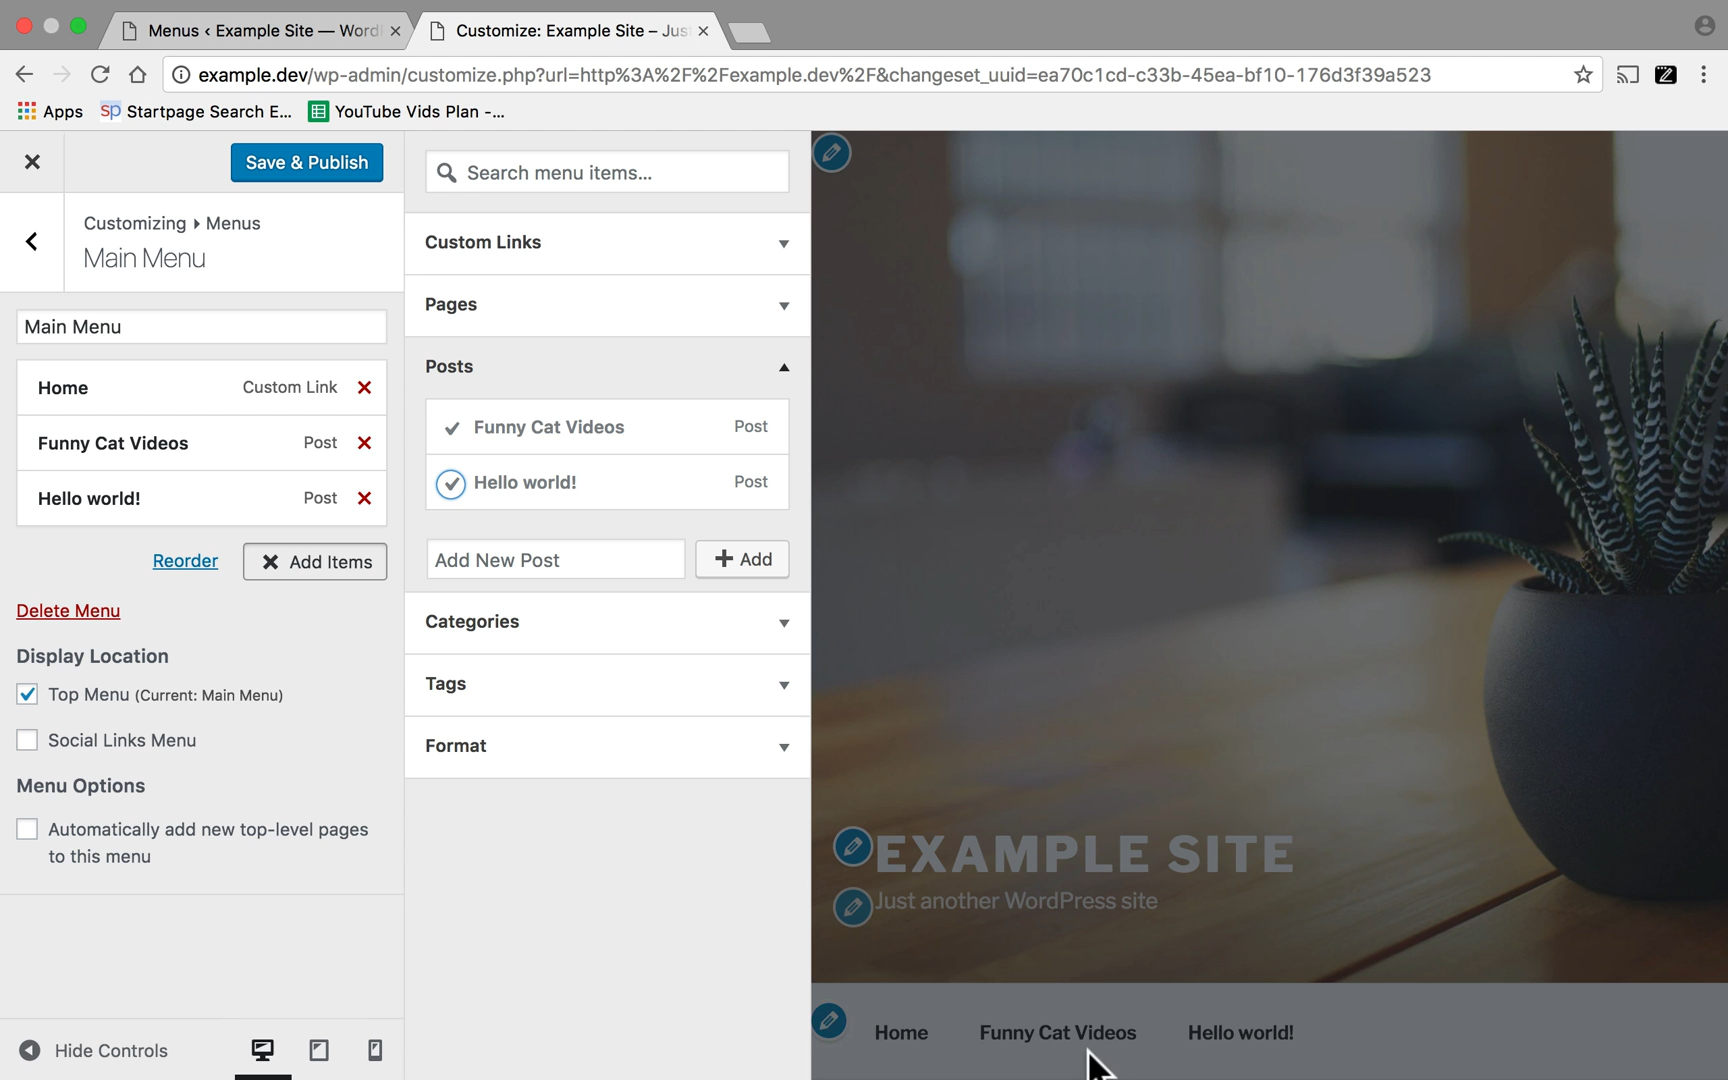 Menus ‹ Example Site — Word
Customize: Example Site – Jus
example.dev/wp-admin/customize.php?url=http%3A%2F%2Fexample.dev%2F&changeset_uuid=ea70c1cd-c33b-45ea-bf10-176d3f39a523
Apps
sp Startpage Search E...
YouTube Vids Plan -...
Save & Publish
Customizing ▸ Menus
Main Menu
Main Menu
Home Custom Link
Funny Cat Videos Post
Hello world! Post
Reorder
Add Items
Delete Menu
Display Location
Top Menu (Current: Main Menu)
Social Links Menu
Menu Options
Automatically add new top-level pages
to this menu
Hide Controls
Search menu items...
Custom Links
Pages
Posts
Funny Cat Videos Post
Hello world! Post
Add New Post
+ Add
Categories
Tags
Format
EXAMPLE SITE
Just another WordPress site
Home Funny Cat Videos Hello world!